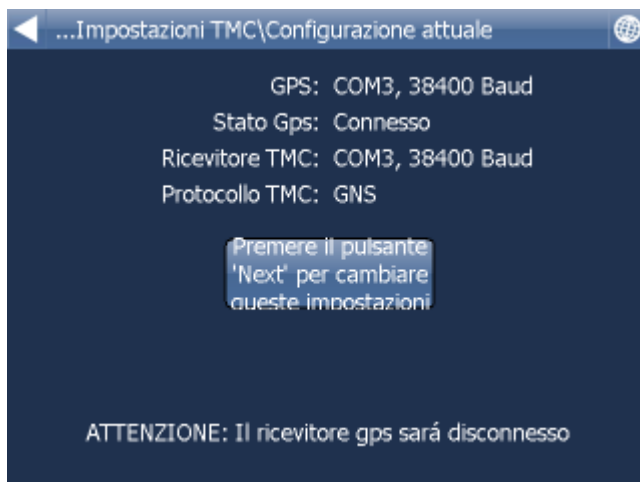 ...Impostazioni TMC\Configurazione attuale
GPS: COM3, 38400 Baud
Stato Gps: Connesso
Ricevitore TMC: COM3, 38400 Baud
Protocollo TMC: GNS
Premere il pulsante
'Next' per cambiare
queste impostazioni
ATTENZIONE: Il ricevitore gps sará disconnesso